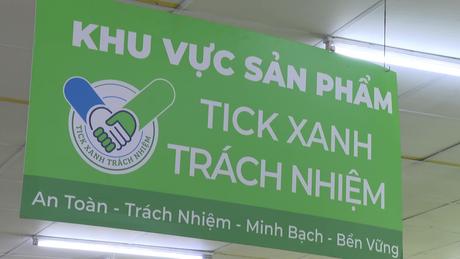 KHU VỰC SẢN PHẨM
TICK XANH
TRÁCH NHIỆM
TICK XANH TRÁCH NHIỆM
An Toàn - Trách Nhiệm - Minh Bạch - Bền Vững